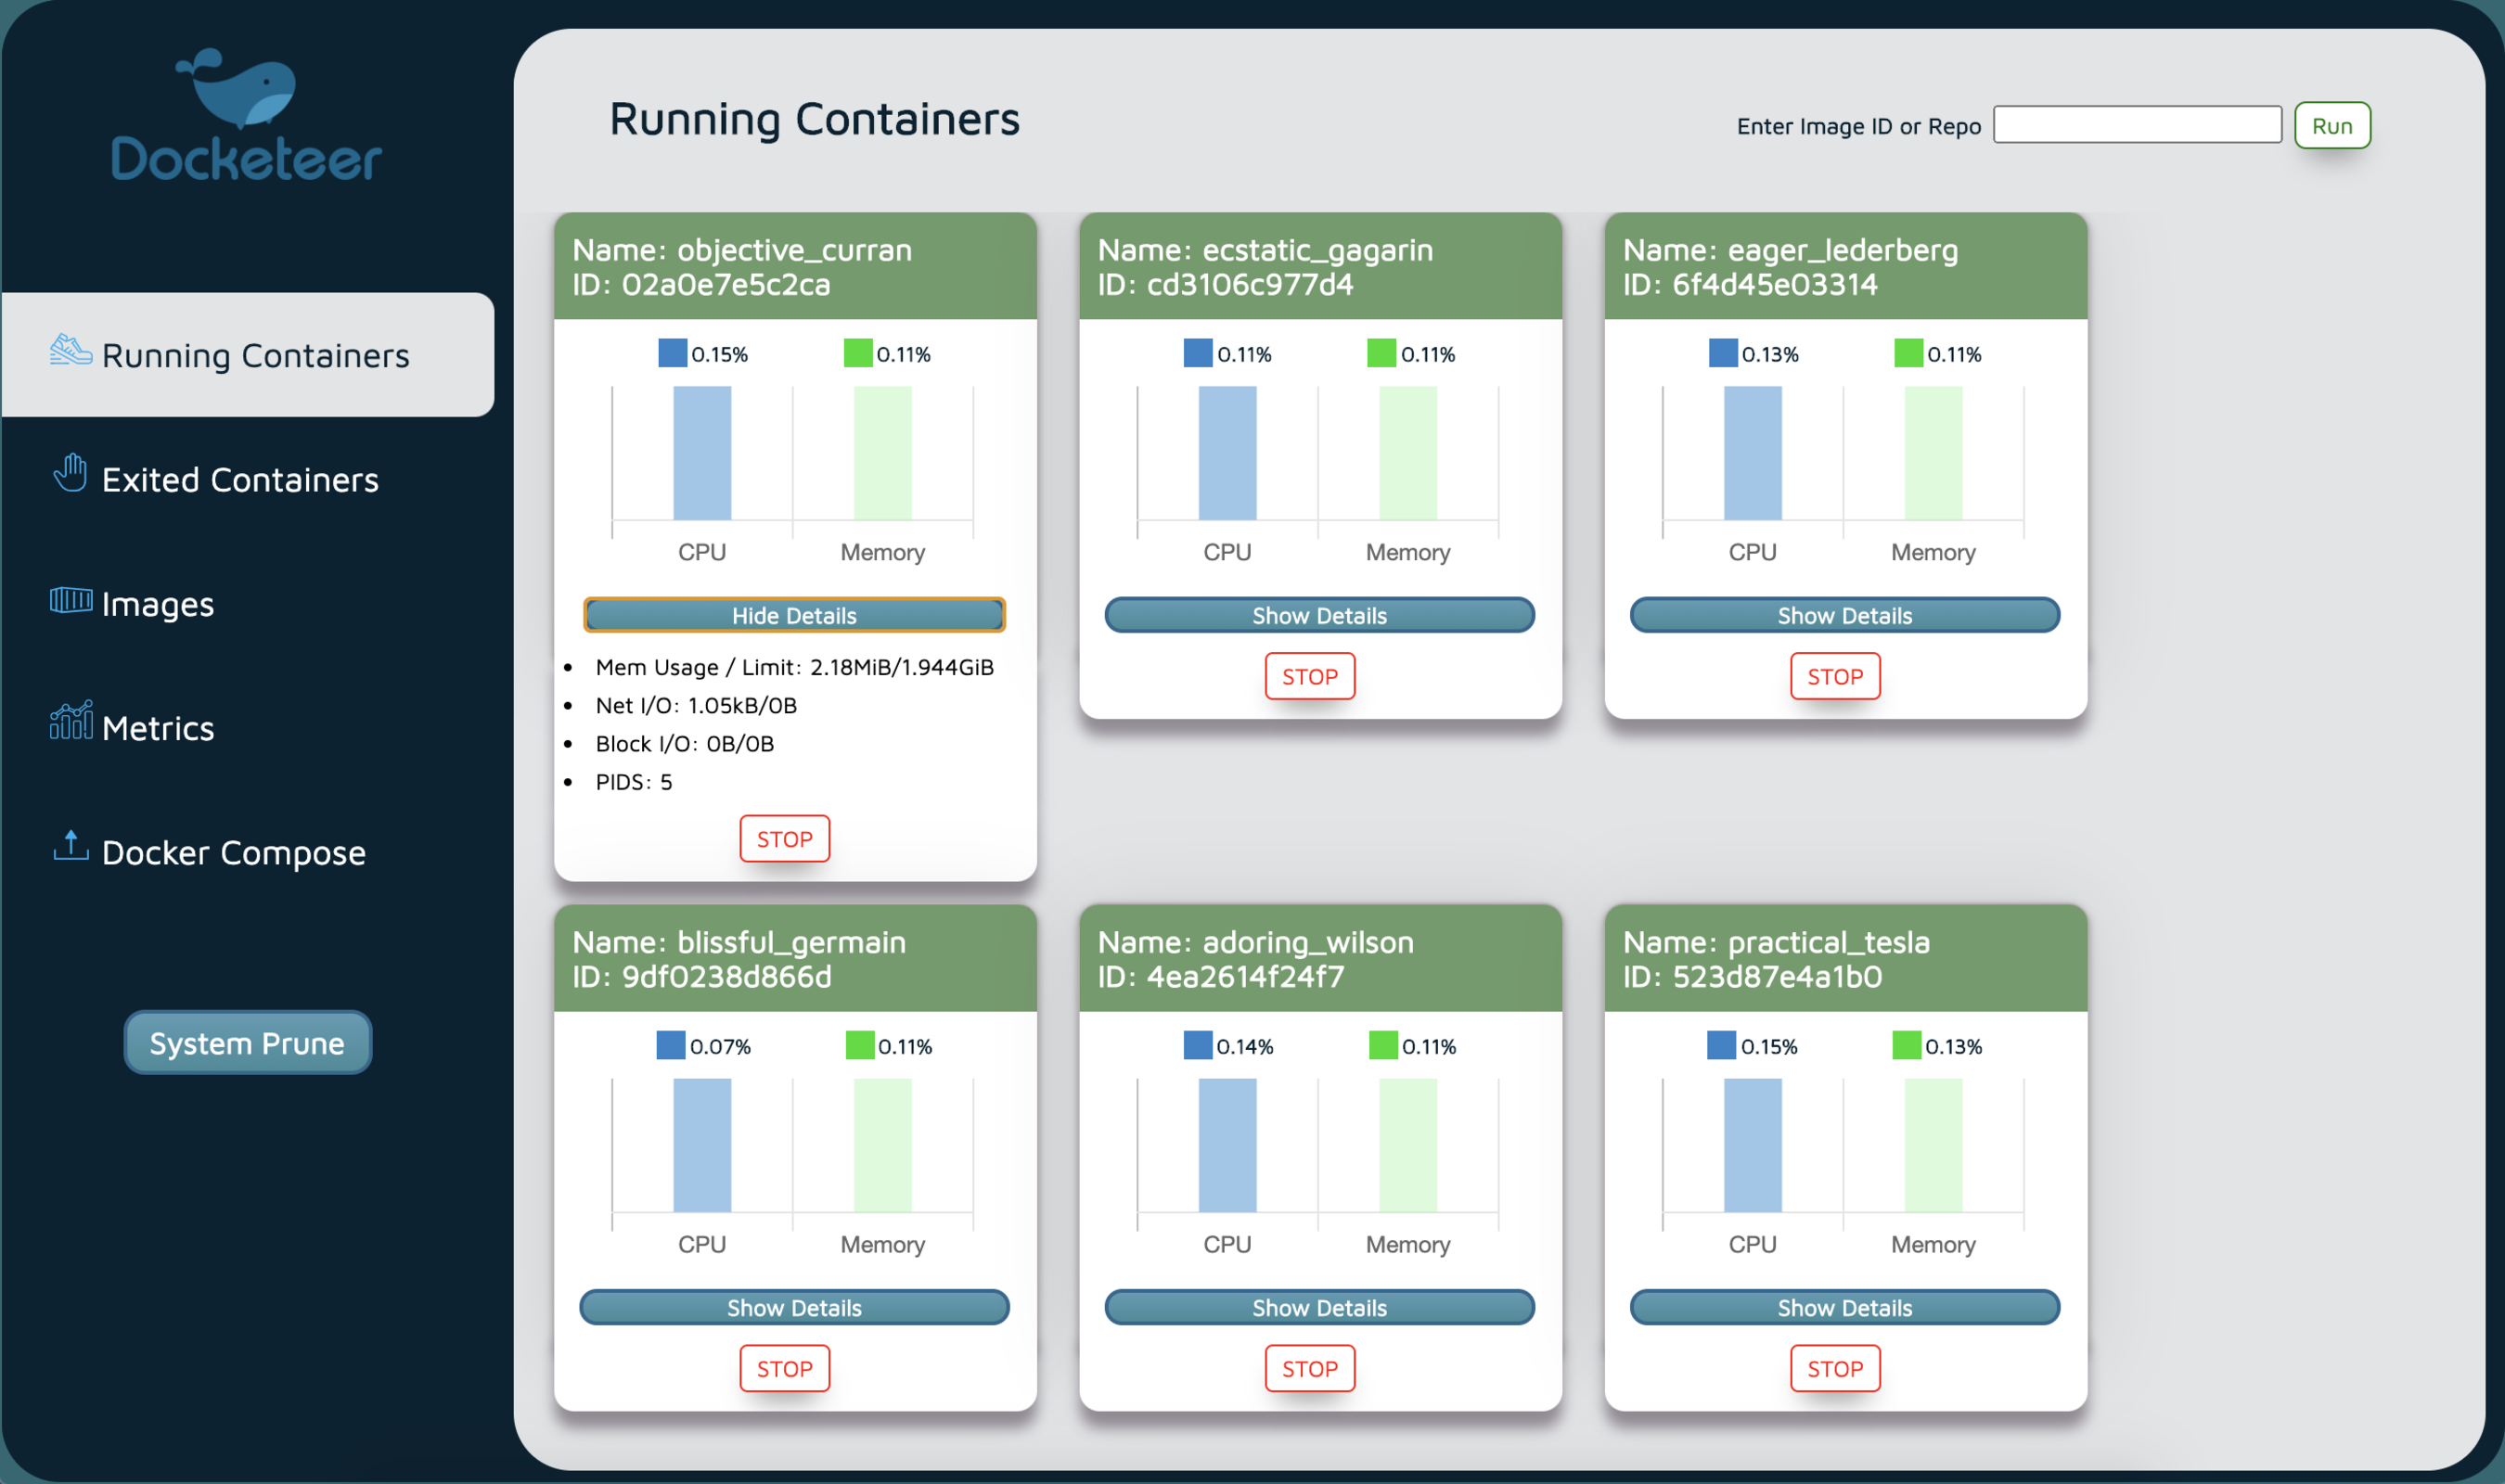 Docketeer
Running Containers
Exited Containers
Images
Metrics
Docker Compose
System Prune
Running Containers
Enter Image ID or Repo
Run
Name: objective_curran
ID: 02a0e7e5c2ca
0.15% 0.11%
CPU Memory
Hide Details
Mem Usage / Limit: 2.18MiB/1.944GiB
Net I/O: 1.05kB/0B
Block I/O: 0B/0B
PIDS: 5
STOP
Name: ecstatic_gagarin
ID: cd3106c977d4
0.11% 0.11%
CPU Memory
Show Details
STOP
Name: eager_lederberg
ID: 6f4d45e03314
0.13% 0.11%
CPU Memory
Show Details
STOP
Name: blissful_germain
ID: 9df0238d866d
0.07% 0.11%
CPU Memory
Show Details
STOP
Name: adoring_wilson
ID: 4ea2614f24f7
0.14% 0.11%
CPU Memory
Show Details
STOP
Name: practical_tesla
ID: 523d87e4a1b0
0.15% 0.13%
CPU Memory
Show Details
STOP